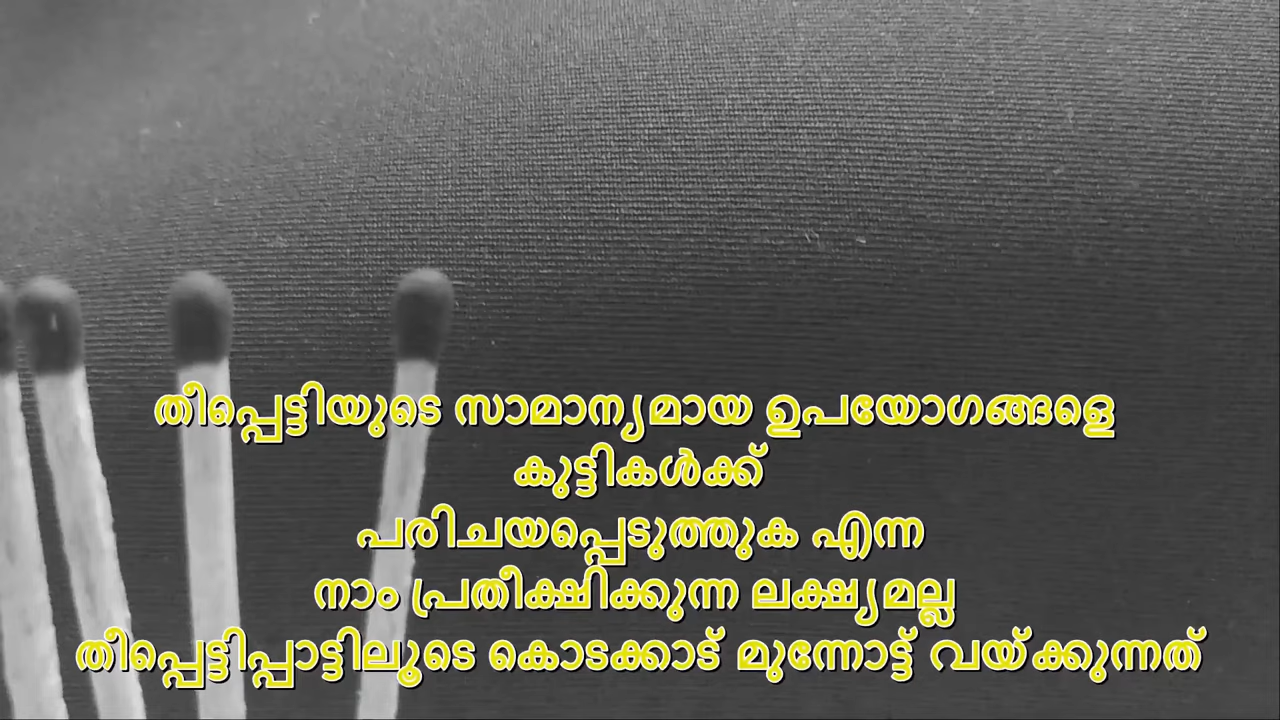 തീപ്പെട്ടിയുടെ സാമാന്യമായ ഉപയോഗങ്ങളെ
കുട്ടികൾക്ക്
പരിചയപ്പെടുത്തുക എന്ന
നാം പ്രതീക്ഷിക്കുന്ന ലക്ഷ്യമല്ല
തീപ്പെട്ടിപ്പാട്ടിലൂടെ കൊടക്കാട് മുന്നോട്ട് വയ്ക്കുന്നത്